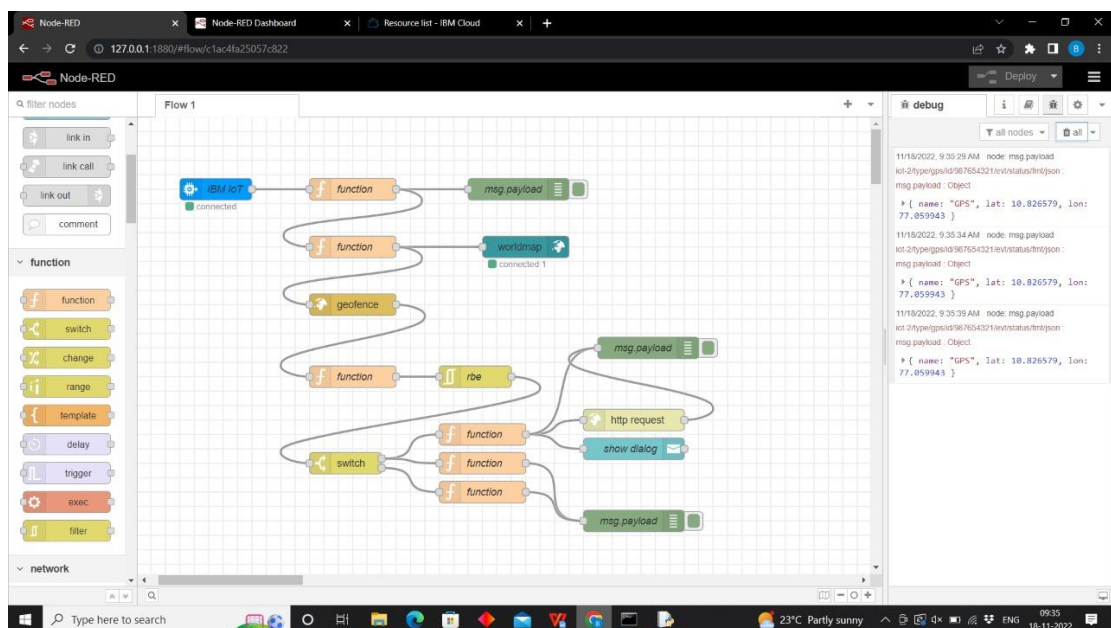 Node-RED
Node-RED Dashboard
Resource list - IBM Cloud
127.0.0.1:1880/#flow/c1ac4fa25057c822
B
Node-RED
Deploy
filter nodes
Flow 1
debug
i
all nodes
all
link in
link call
link out
comment
function
function
switch
change
range
template
delay
trigger
exec
filter
network
IBM IoT
connected
function
msg.payload
function
worldmap
connected 1
geofence
msg.payload
function
rbe
http request
function
show dialog
switch
function
function
msg.payload
11/18/2022, 9:35:29 AM node: msg.payload
iot-2/type/gps/id/987654321/evt/status/fmt/json :
msg.payload : Object
{ name: "GPS", lat: 10.826579, lon:
77.059943 }
11/18/2022, 9:35:34 AM node: msg.payload
iot-2/type/gps/id/987654321/evt/status/fmt/json :
msg.payload : Object
{ name: "GPS", lat: 10.826579, lon:
77.059943 }
11/18/2022, 9:35:39 AM node: msg.payload
iot-2/type/gps/id/987654321/evt/status/fmt/json :
msg.payload : Object
{ name: "GPS", lat: 10.826579, lon:
77.059943 }
Type here to search
23°C Partly sunny
ENG
09:35
18-11-2022